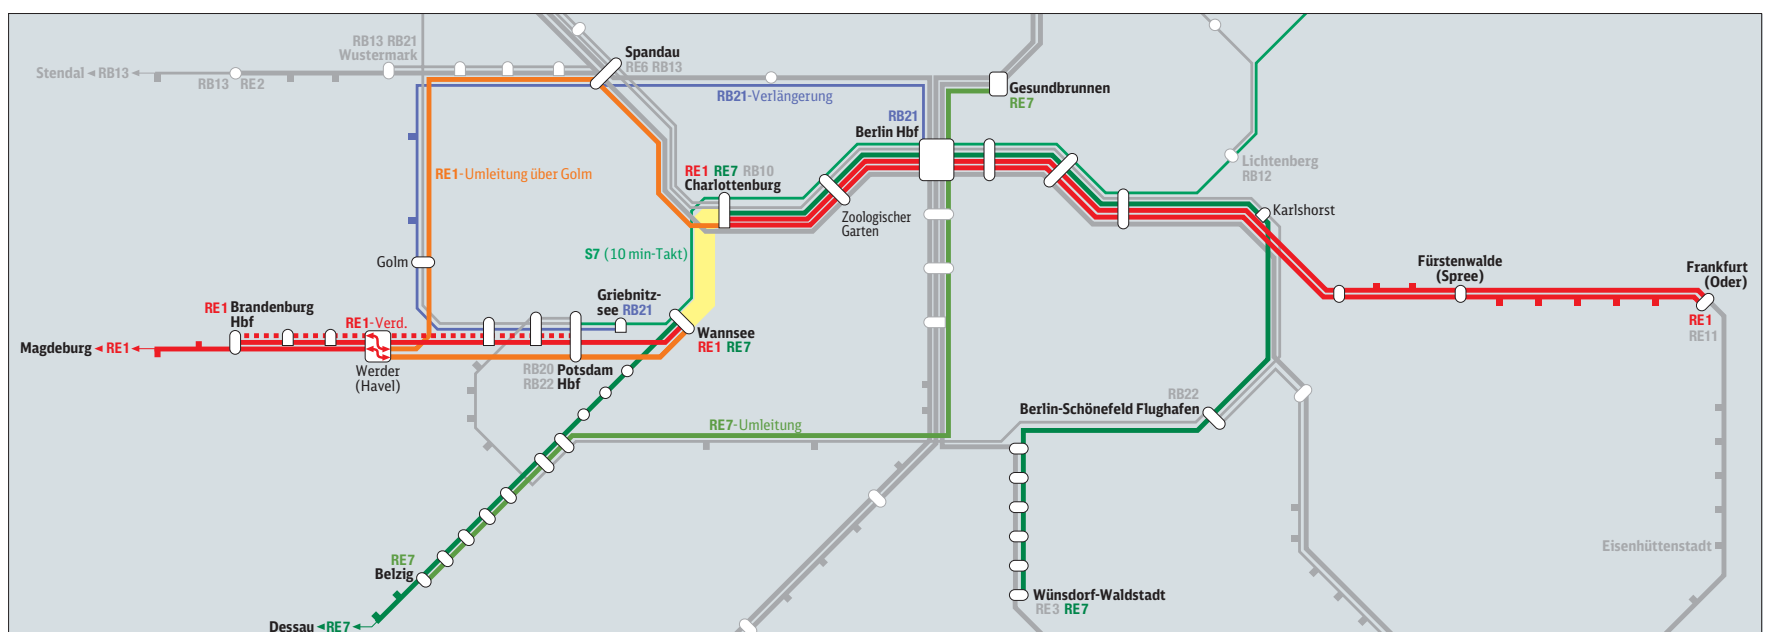 Spandau
RE6 RB13
RB13 RB21
Wustermark
Stendal RB13
RB13 RE2
RB21-Verlängerung
Gesundbrunnen
RE7
RB21
Berlin Hbf
RE1-Umleitung über Golm
RE1 RE7 RB10
Charlottenburg
Lichtenberg
RB12
Zoologischer
Garten
Karlshorst
S7 (10 min-Takt)
Golm
Fürstenwalde
(Spree)
Frankfurt
(Oder)
Griebnitz-
see RB21
RE1 Brandenburg
Hbf
RE1-Verd.
Wannsee
RE1 RE7
RE1
RE11
Magdeburg RE1
Werder
(Havel)
RB20 Potsdam
RB22 Hbf
RB22
Berlin-Schönefeld Flughafen
RE7-Umleitung
Eisenhüttenstadt
RE7
Belzig
Wünsdorf-Waldstadt
RE3 RE7
Dessau RE7